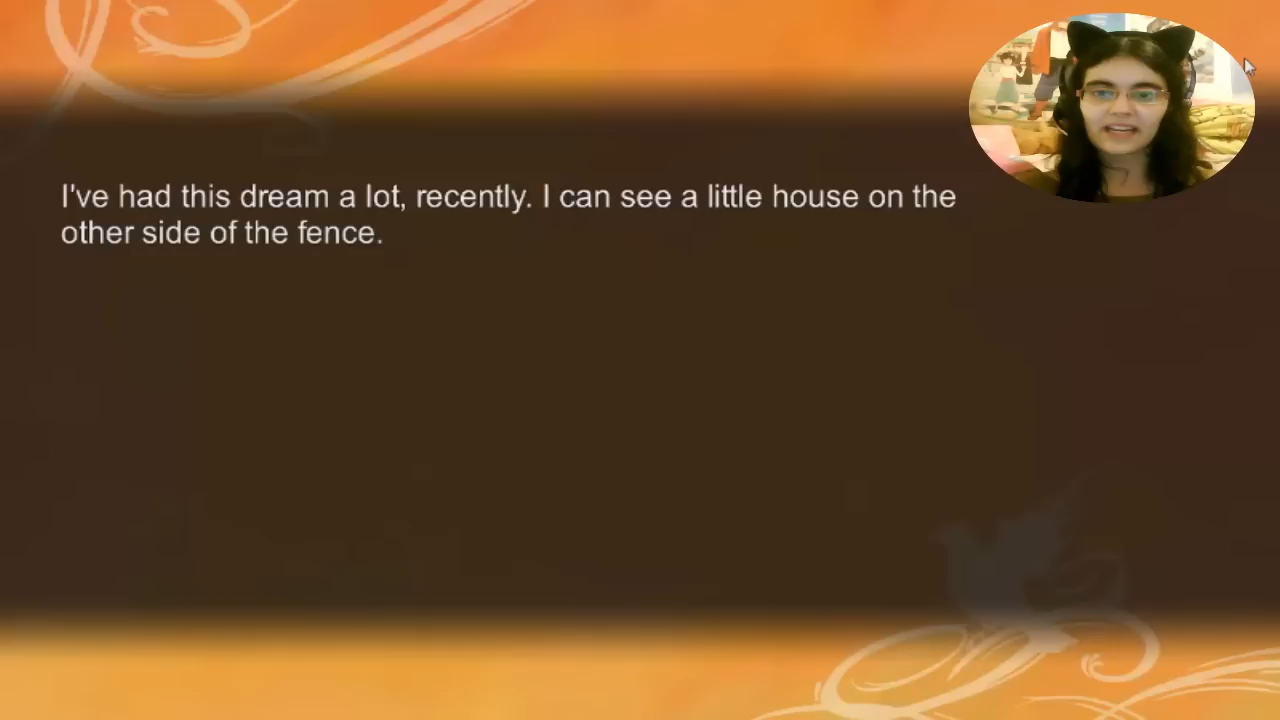 I've had this dream a lot, recently. I can see a little house on the
other side of the fence.